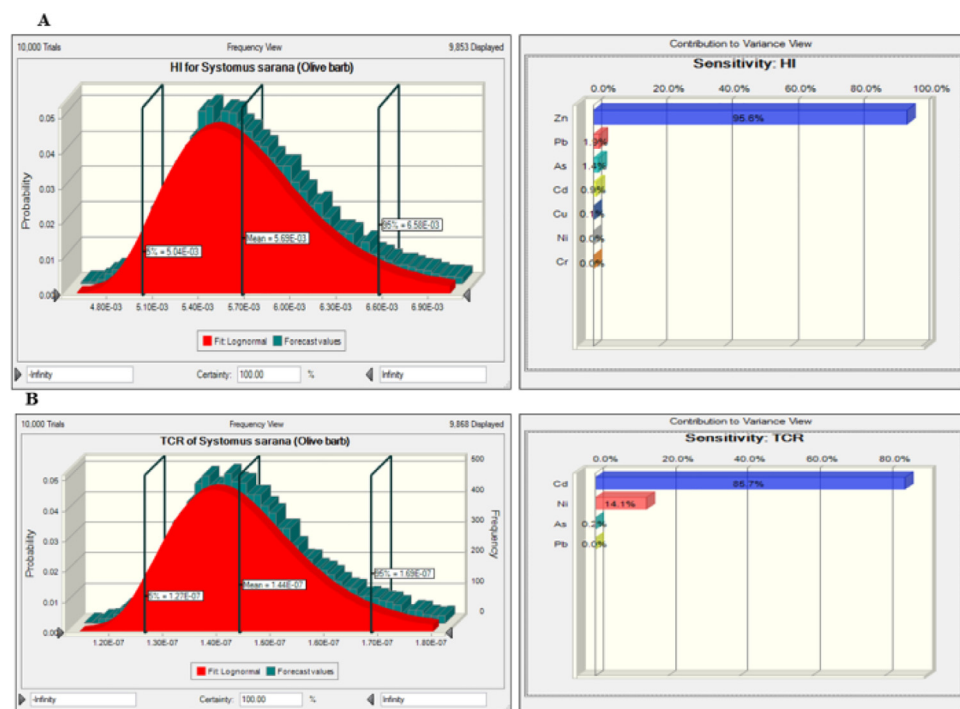 A
10,000 Trials Frequency View 9,853 Displayed
HI for Systomus sarana (Olive barb)
Probability
0.05
0.04
0.03
0.02
0.01
0.00
5% = 5.04E-03
Mean = 5.69E-03
95% = 6.58E-03
4.80E-03 5.10E-03 5.40E-03 5.70E-03 6.00E-03 6.30E-03 6.60E-03 6.90E-03
Fit: Lognormal Forecast values
-Infinity Certainty: 100.00 % Infinity
Contribution to Variance View
Sensitivity: HI
0.0% 20.0% 40.0% 60.0% 80.0% 100.0%
Zn 95.6%
Pb
As 1.4%
Cd 0.9%
Cu 0.1%
Ni 0.0%
Cr 0.0%
B
10,000 Trials Frequency View 9,868 Displayed
TCR of Systomus sarana (Olive barb)
Probability
0.05
0.04
0.03
0.02
0.01
0.00
500
400
300
200
100
0
Frequency
5% = 1.27E-07
Mean = 1.44E-07
95% = 1.69E-07
1.20E-07 1.30E-07 1.40E-07 1.50E-07 1.60E-07 1.70E-07 1.80E-07
Fit: Lognormal Forecast values
-Infinity Certainty: 100.00 % Infinity
Contribution to Variance View
Sensitivity: TCR
0.0% 20.0% 40.0% 60.0% 80.0%
Cd 85.7%
Ni 14.1%
As 0.2%
Pb 0.0%